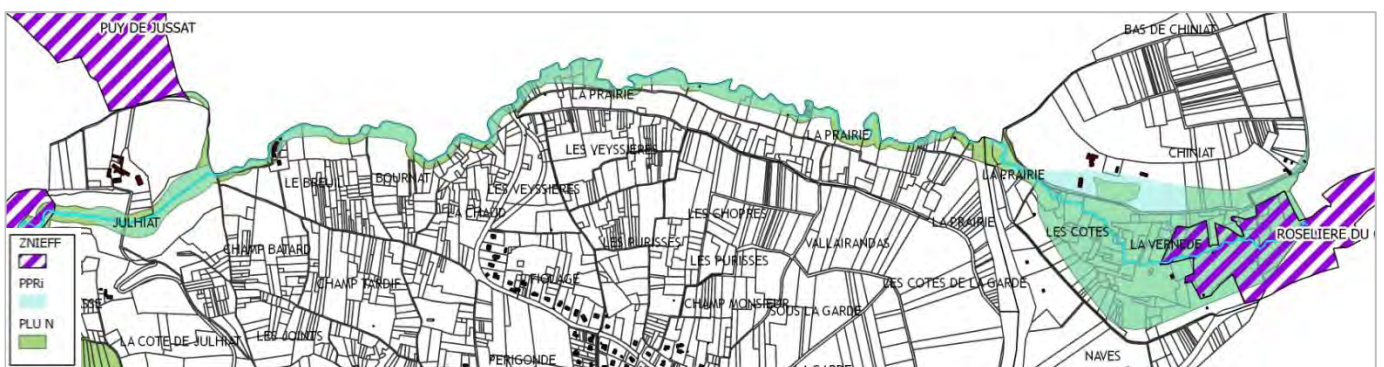 PUY DE JUSSAT
BAS DE CHINIAT
LA PRAIRIE
LA PRAIRIE
LES VEYSSIERES
CHINIAT
LE BREUIL
BOURNAT
LES VEYSSIERES
LA PRAIRIE
LA CHAUD
LES CHOPRES
LA PRAIRIE
JULHIAT
LES COTES
ROSELIERE DU
CHAMP BATARD
LES PURISSES
VALLAIRANDAS
LA VERNEDE
ZNIEFF
LES PURISSES
CHAMP TARDIF
LES COTES DE LA GARDE
PPRi
CHAMP MONSIEUR
SOUS LA GARDE
PLU N
LA COTE DE JULHIAT
LES JOINTS
PERIGONDE
NAVES
LA GARDE